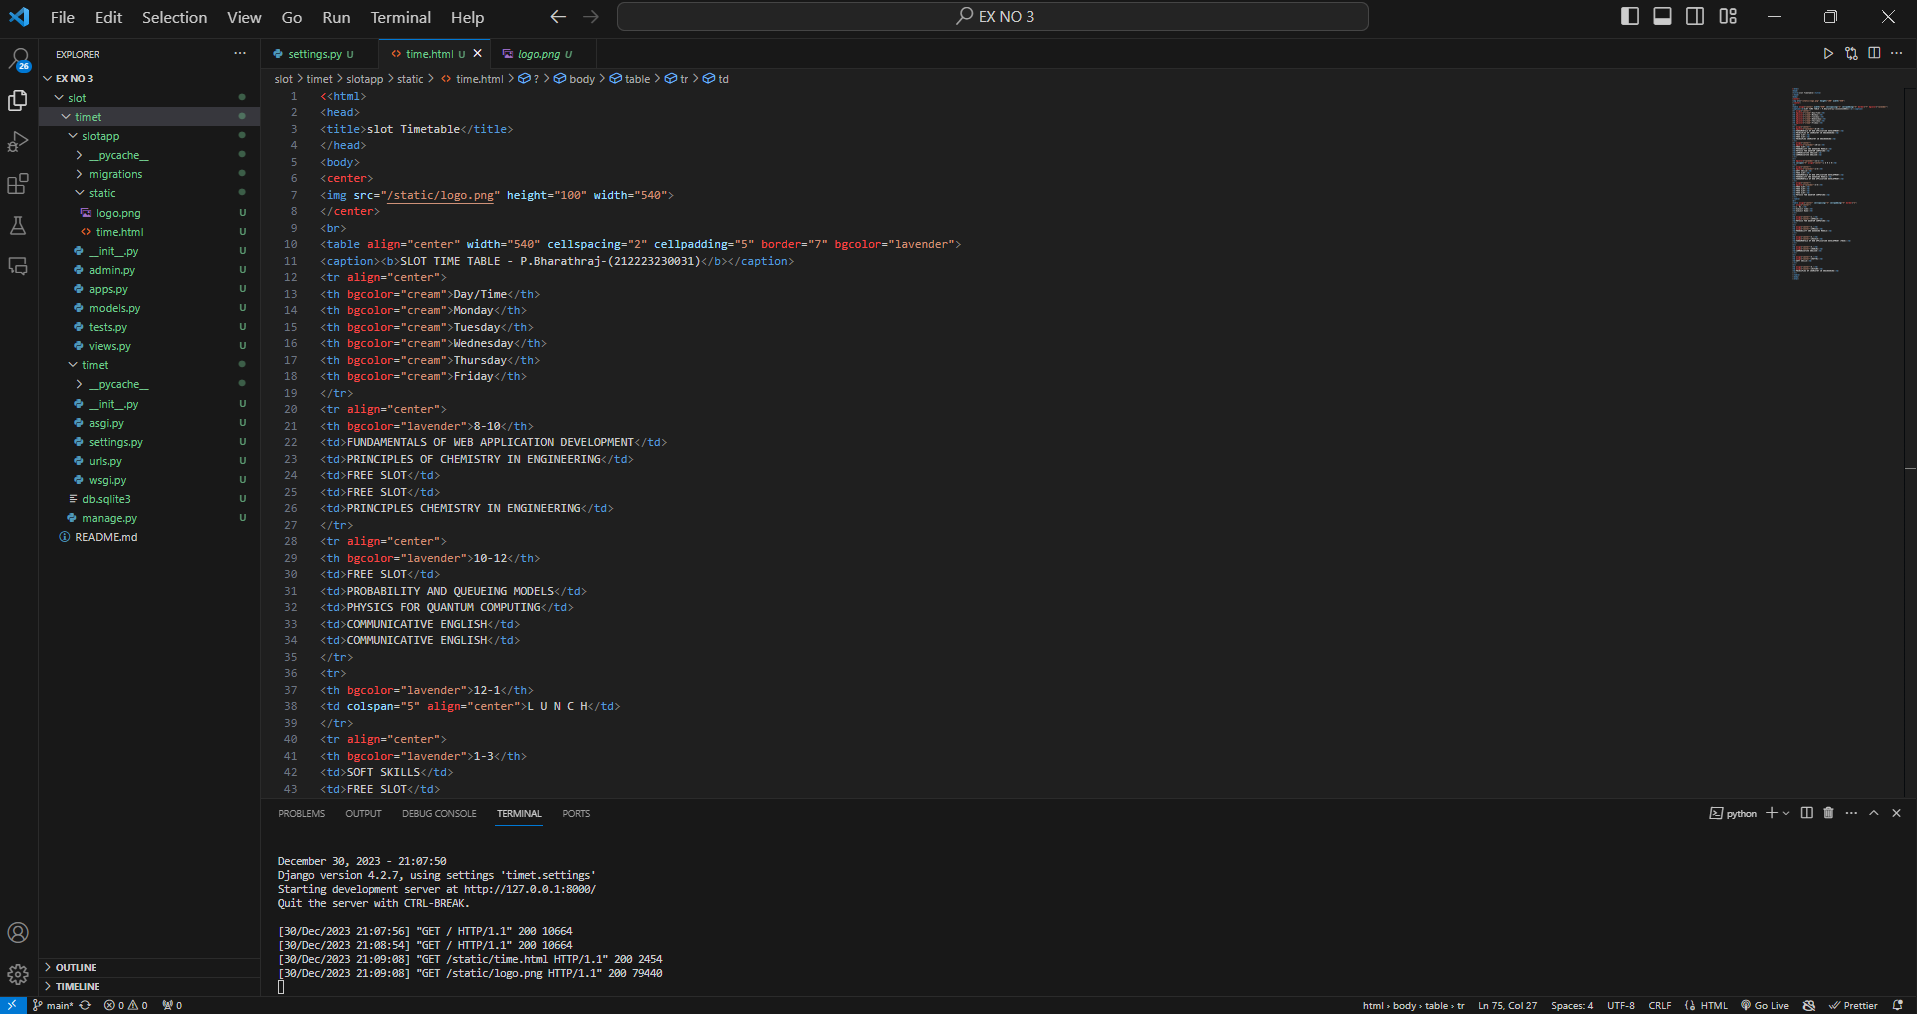 File Edit Selection View Go Run Terminal Help
EX NO 3
EXPLORER
settings.py U
time.html U
logo.png U
26
EX NO 3
slot
timet
slotapp
__pycache__
migrations
static
logo.png U
time.html U
__init__.py U
admin.py U
apps.py U
models.py U
tests.py U
views.py U
timet
__pycache__
__init__.py U
asgi.py U
settings.py U
urls.py U
wsgi.py U
db.sqlite3 U
manage.py U
README.md
OUTLINE
TIMELINE
slot > timet > slotapp > static > time.html > ? > body > table > tr > td
1 <<html>
2 <head>
3 <title>slot Timetable</title>
4 </head>
5 <body>
6 <center>
7 <img src="/static/logo.png" height="100" width="540">
8 </center>
9 <br>
10 <table align="center" width="540" cellspacing="2" cellpadding="5" border="7" bgcolor="lavender">
11 <caption><b>SLOT TIME TABLE - P.Bharathraj-(212223230031)</b></caption>
12 <tr align="center">
13 <th bgcolor="cream">Day/Time</th>
14 <th bgcolor="cream">Monday</th>
15 <th bgcolor="cream">Tuesday</th>
16 <th bgcolor="cream">Wednesday</th>
17 <th bgcolor="cream">Thursday</th>
18 <th bgcolor="cream">Friday</th>
19 </tr>
20 <tr align="center">
21 <th bgcolor="lavender">8-10</th>
22 <td>FUNDAMENTALS OF WEB APPLICATION DEVELOPMENT</td>
23 <td>PRINCIPLES OF CHEMISTRY IN ENGINEERING</td>
24 <td>FREE SLOT</td>
25 <td>FREE SLOT</td>
26 <td>PRINCIPLES CHEMISTRY IN ENGINEERING</td>
27 </tr>
28 <tr align="center">
29 <th bgcolor="lavender">10-12</th>
30 <td>FREE SLOT</td>
31 <td>PROBABILITY AND QUEUEING MODELS</td>
32 <td>PHYSICS FOR QUANTUM COMPUTING</td>
33 <td>COMMUNICATIVE ENGLISH</td>
34 <td>COMMUNICATIVE ENGLISH</td>
35 </tr>
36 <tr>
37 <th bgcolor="lavender">12-1</th>
38 <td colspan="5" align="center">L U N C H</td>
39 </tr>
40 <tr align="center">
41 <th bgcolor="lavender">1-3</th>
42 <td>SOFT SKILLS</td>
43 <td>FREE SLOT</td>
PROBLEMS OUTPUT DEBUG CONSOLE TERMINAL PORTS
python
December 30, 2023 - 21:07:50
Django version 4.2.7, using settings 'timet.settings'
Starting development server at http://127.0.0.1:8000/
Quit the server with CTRL-BREAK.
[30/Dec/2023 21:07:56] "GET / HTTP/1.1" 200 10664
[30/Dec/2023 21:08:54] "GET / HTTP/1.1" 200 10664
[30/Dec/2023 21:09:08] "GET /static/time.html HTTP/1.1" 200 2454
[30/Dec/2023 21:09:08] "GET /static/logo.png HTTP/1.1" 200 79440
main* 0 0 0
html > body > table > tr Ln 75, Col 27 Spaces: 4 UTF-8 CRLF HTML Go Live Prettier